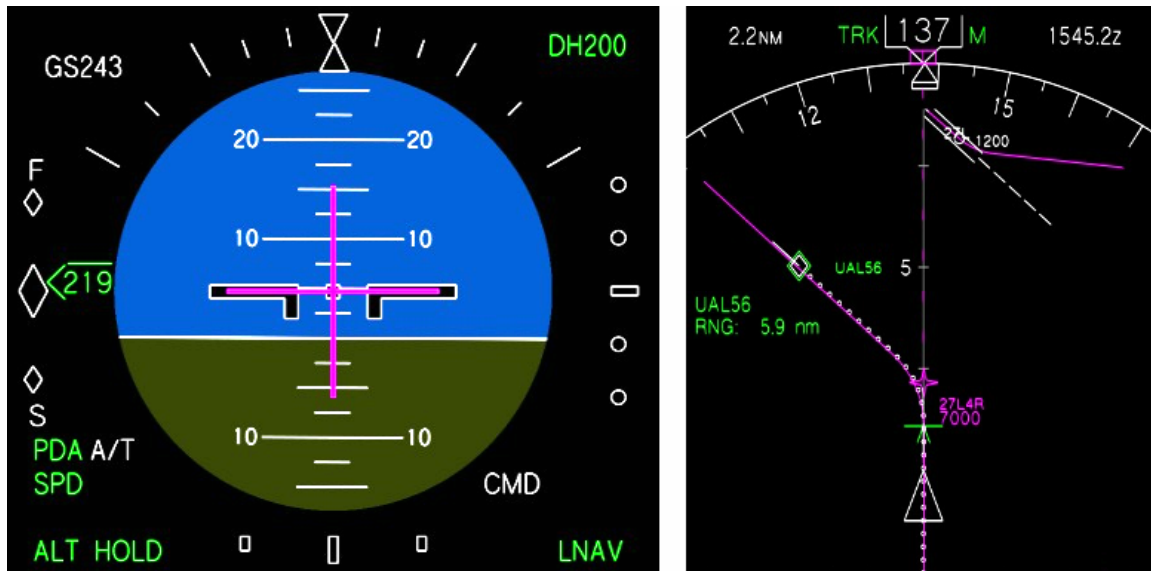 GS243
DH200
20 20
F
10 10
219
S
10 10
PDA A/T
SPD
CMD
ALT HOLD
LNAV
2.2NM
TRK 137 M
1545.2Z
12
15
27L 1200
5
UAL56
UAL56
RNG: 5.9 nm
27L4R
7000